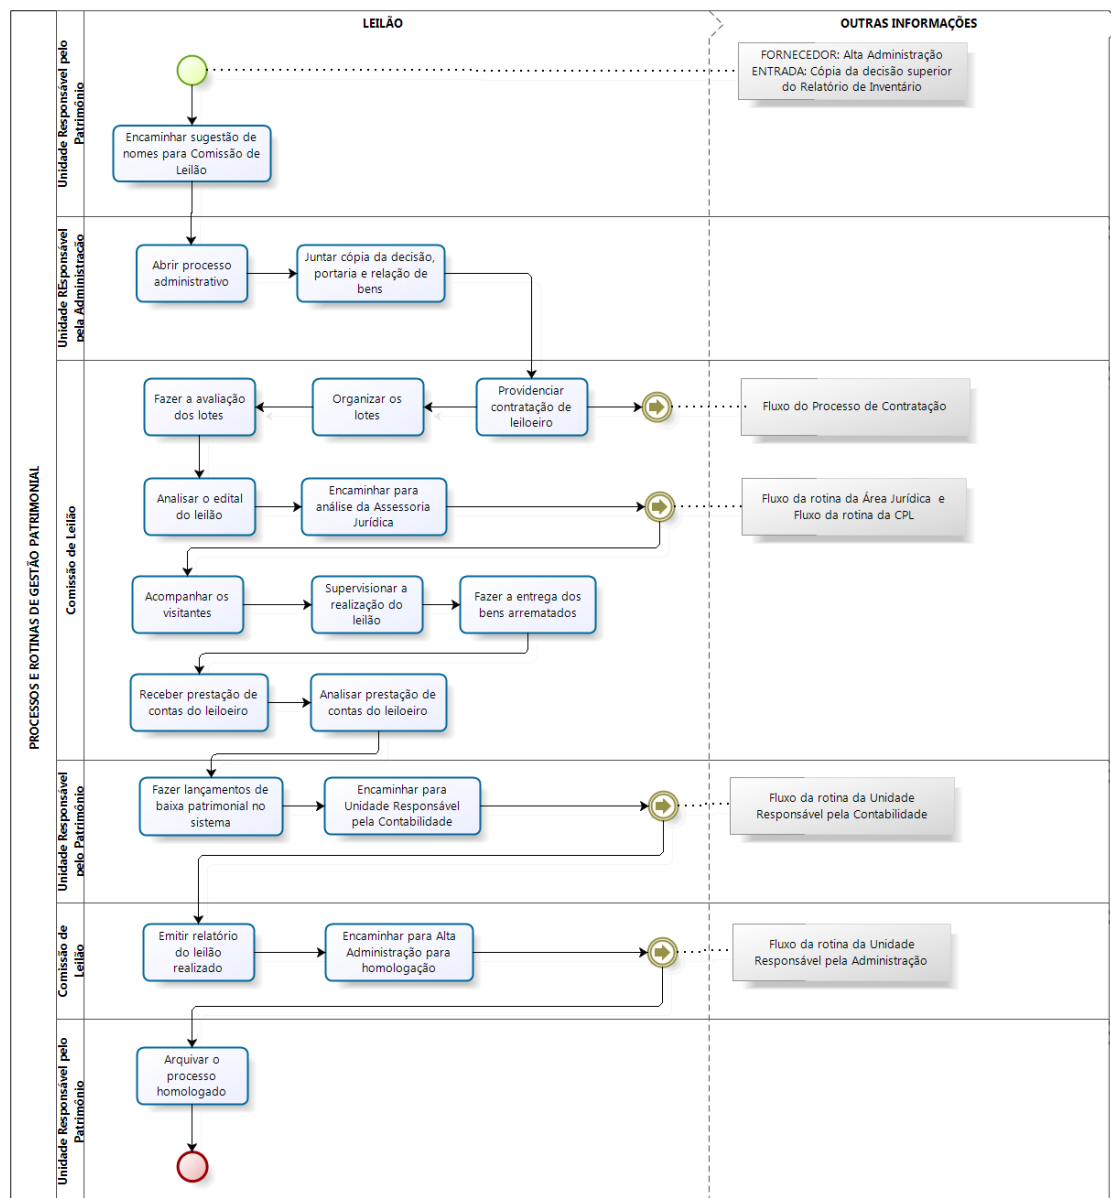 LEILÃO
OUTRAS INFORMAÇÕES
PROCESSOS E ROTINAS DE GESTÃO PATRIMONIAL
Unidade Responsável pelo
Patrimônio
FORNECEDOR: Alta Administração
ENTRADA: Cópia da decisão superior
do Relatório de Inventário
Encaminhar sugestão de
nomes para Comissão de
Leilão
Unidade REsponsável
pela Administração
Abrir processo
administrativo
Juntar cópia da decisão,
portaria e relação de
bens
Comissão de Leilão
Fazer a avaliação
dos lotes
Organizar os
lotes
Providenciar
contratação de
leiloeiro
Fluxo do Processo de Contratação
Analisar o edital
do leilão
Encaminhar para
análise da Assessoria
Jurídica
Fluxo da rotina da Área Jurídica e
Fluxo da rotina da CPL
Acompanhar os
visitantes
Supervisionar a
realização do
leilão
Fazer a entrega dos
bens arrematados
Receber prestação de
contas do leiloeiro
Analisar prestação de
contas do leiloeiro
Unidade Responsável
pelo Patrimônio
Fazer lançamentos de
baixa patrimonial no
sistema
Encaminhar para
Unidade Responsável
pela Contabilidade
Fluxo da rotina da Unidade
Responsável pela Contabilidade
Comissão de
Leilão
Emitir relatório
do leilão
realizado
Encaminhar para Alta
Administração para
homologação
Fluxo da rotina da Unidade
Responsável pela Administração
Unidade Responsável pelo
Patrimônio
Arquivar o
processo
homologado